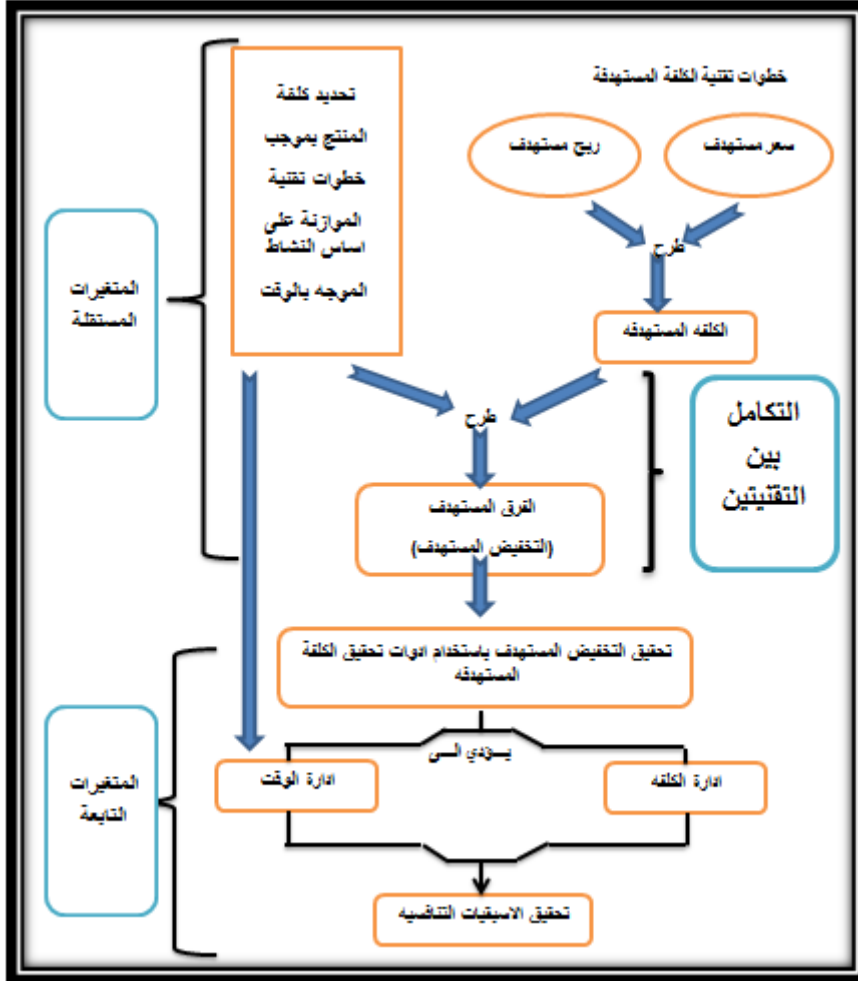 خطوات تقنية الكلفة المستهدفة
سعر مستهدف
ربح مستهدف
طرح
الكلفه المستهدفه
تحديد كلفة
المنتج بموجب
خطوات تقنية
الموازنة على
اساس النشاط
الموجه بالوقت
المتغيرات
المستقلة
التكامل
بين
التقنيتين
طرح
الفرق المستهدف
(التخفيض المستهدف)
تحقيق التخفيض المستهدف باستخدام ادوات تحقيق الكلفة
المستهدفه
يـــؤدي الـــى
ادارة الكلفه
ادارة الوقت
المتغيرات
التابعة
تحقيق الاسبقيات التنافسيه